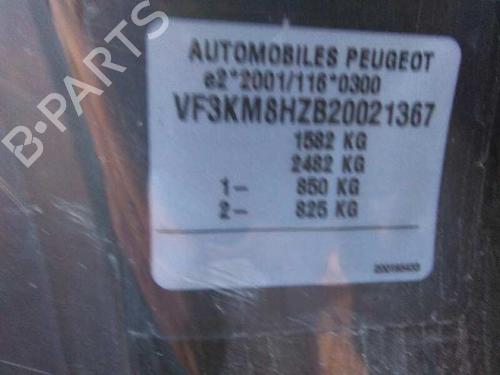 AUTOMOBILES PEUGEOT
e2*2001/116*0300
VF3KM8HZB20021367
1582 KG
2482 KG
1- 850 KG
2- 825 KG
B-PARTS